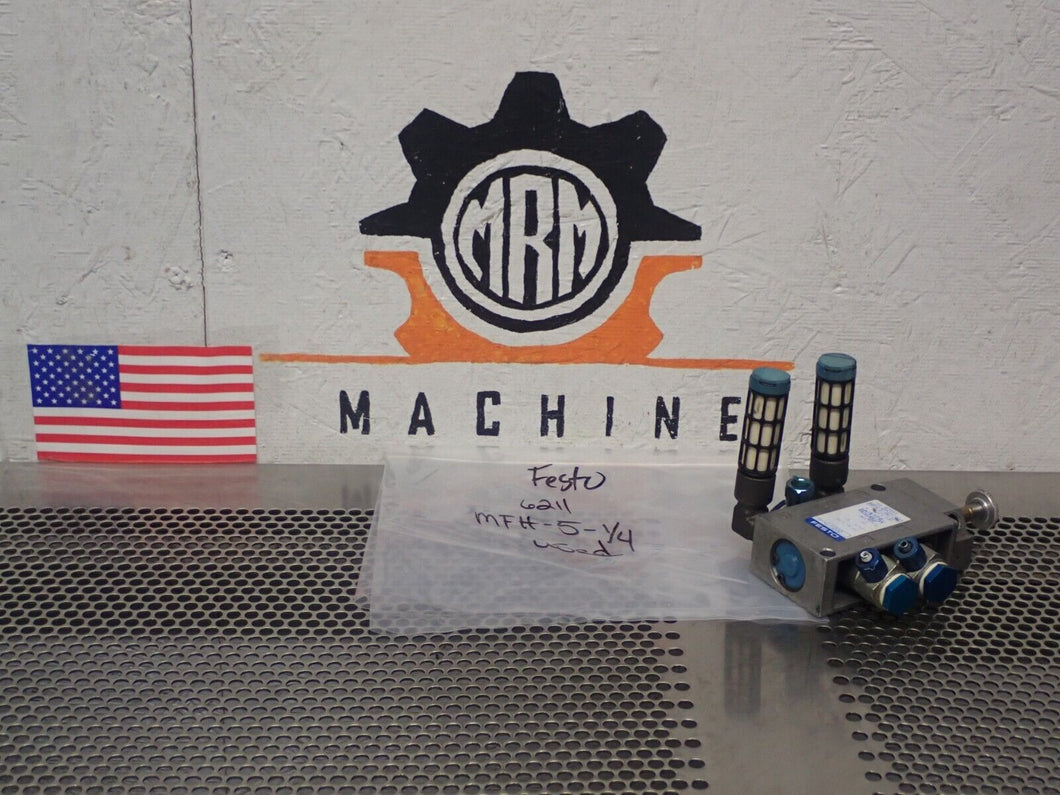 MRM
MACHINE
Festo
6211
MFH-5-1/4
used
FESTO